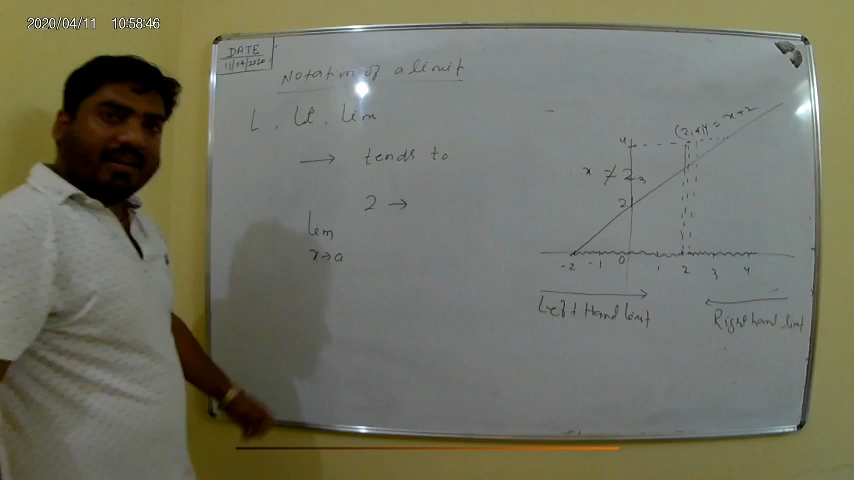 2020/04/11 10:58:46
DATE
11/04/2020
Notation of a limit
L, Lt, Lim
→ tends to
2 →
Lim
x→a
(2,4) y = x+2
4
x ≠ 2
3
2
-2 -1 0 1 2 3 4
Left Hand limit
Right hand limit